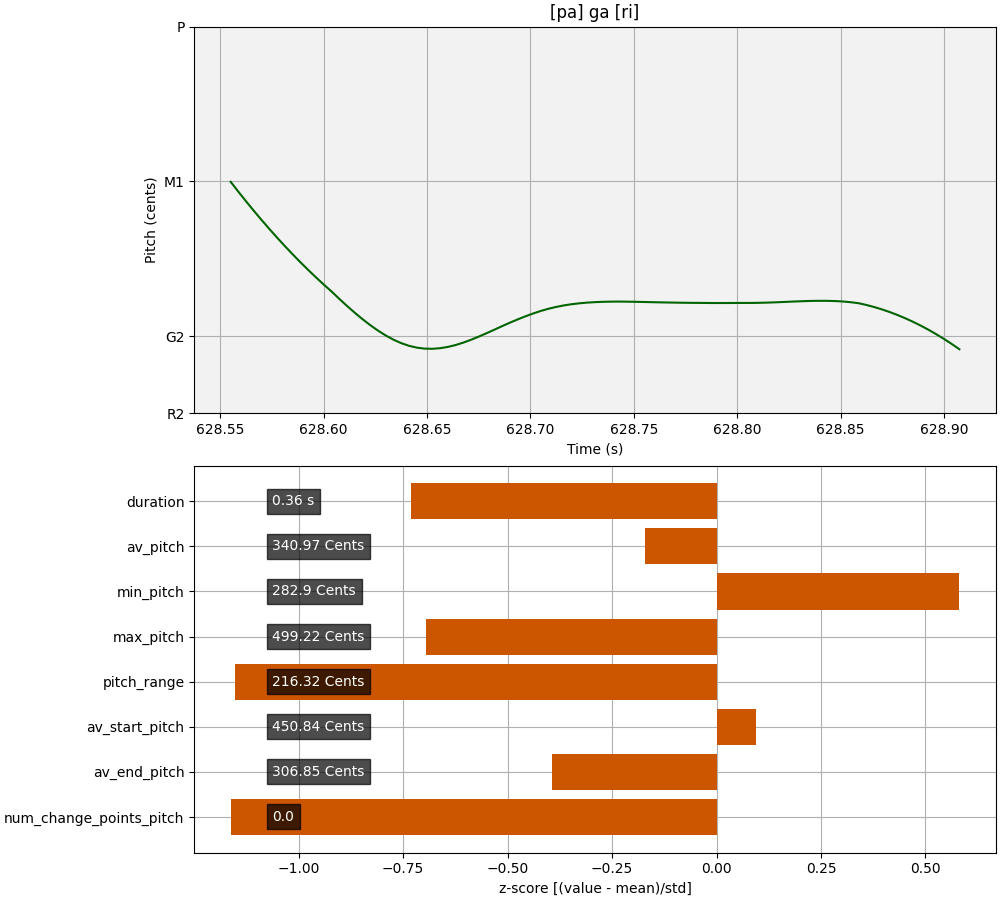 [pa] ga [ri]
P
M1
G2
R2
Pitch (cents)
628.55 628.60 628.65 628.70 628.75 628.80 628.85 628.90
Time (s)
duration 0.36 s
av_pitch 340.97 Cents
min_pitch 282.9 Cents
max_pitch 499.22 Cents
pitch_range 216.32 Cents
av_start_pitch 450.84 Cents
av_end_pitch 306.85 Cents
num_change_points_pitch 0.0
−1.00 −0.75 −0.50 −0.25 0.00 0.25 0.50
z-score [(value - mean)/std]